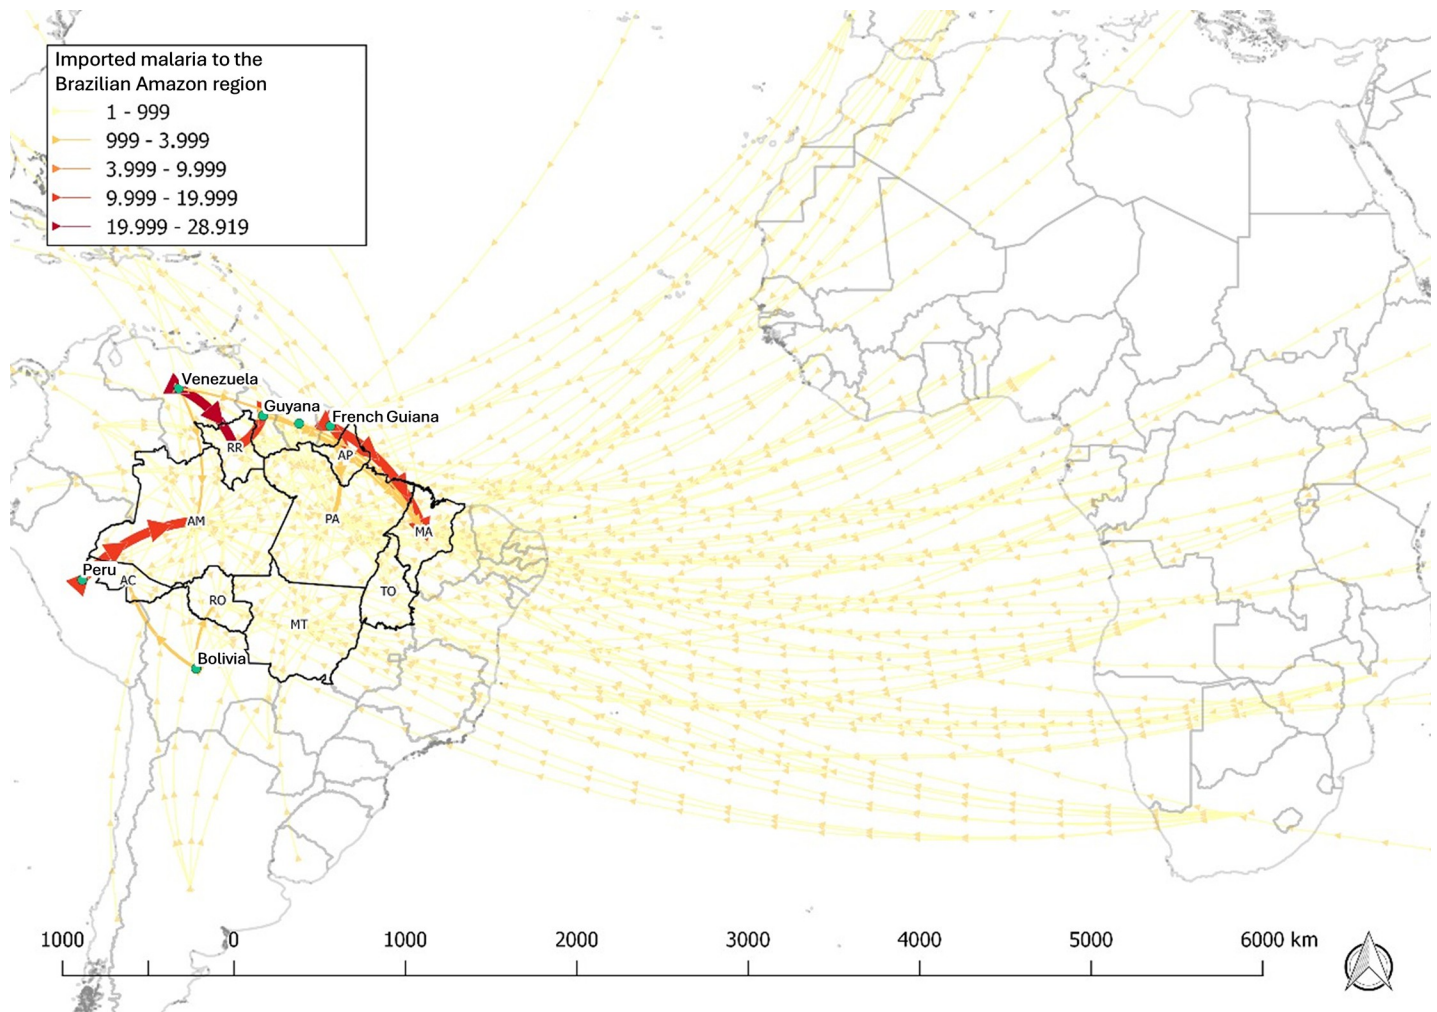 Imported malaria to the
Brazilian Amazon region
1 - 999
999 - 3.999
3.999 - 9.999
9.999 - 19.999
19.999 - 28.919
Venezuela
Guyana
French Guiana
RR
AP
AM
PA
MA
Peru
AC
RO
TO
MT
Bolivia
1000 0 1000 2000 3000 4000 5000 6000 km